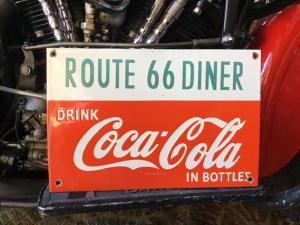 ROUTE 66 DINER
DRINK
Coca-Cola
IN BOTTLES